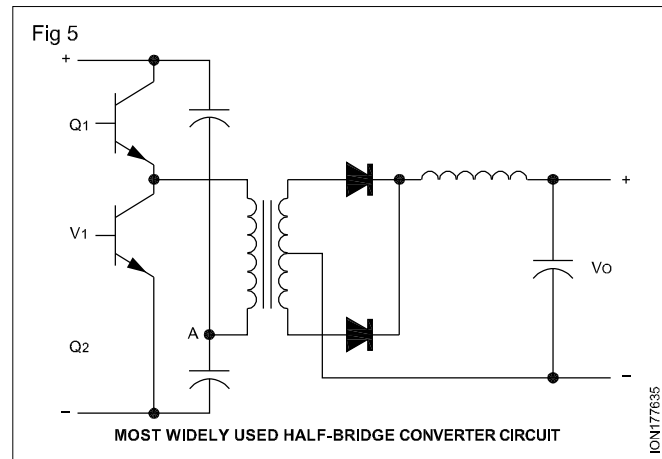 Fig 5
+
Q1
V1
A
Q2
–
+
VO
–
MOST WIDELY USED HALF-BRIDGE CONVERTER CIRCUIT
ION177635